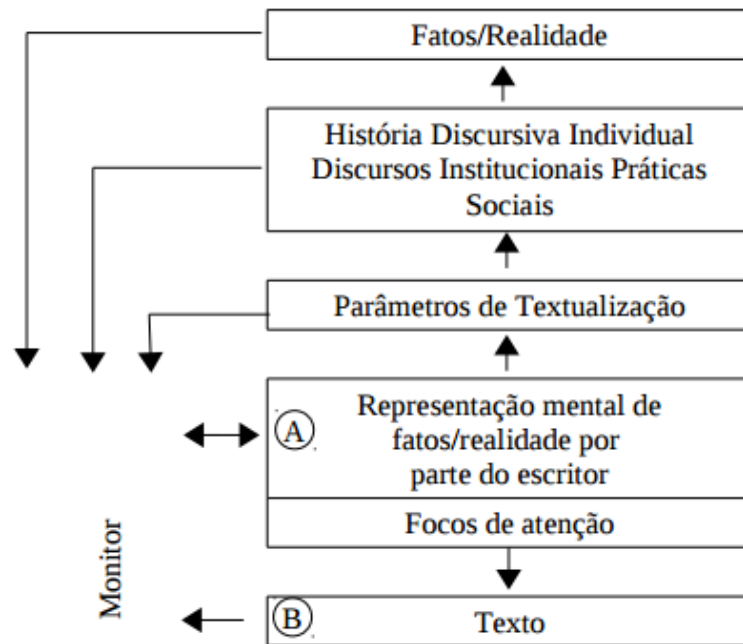 Fatos/Realidade
História Discursiva Individual
Discursos Institucionais Práticas
Sociais
Parâmetros de Textualização
A
Representação mental de
fatos/realidade por
parte do escritor
Focos de atenção
Monitor
B
Texto